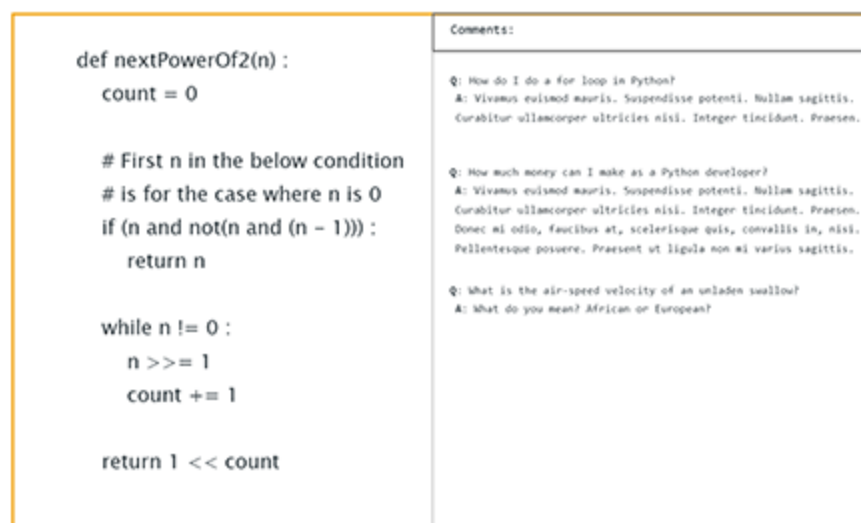 def nextPowerOf2(n) :
count = 0
# First n in the below condition
# is for the case where n is 0
if (n and not(n and (n – 1))) :
return n
while n != 0 :
n >>= 1
count += 1
return 1 << count
Comments:
Q: How do I do a for loop in Python?
A: Vivamus euismod mauris. Suspendisse potenti. Nullam sagittis.
Curabitur ullamcorper ultricies nisi. Integer tincidunt. Praesen.
Q: How much money can I make as a Python developer?
A: Vivamus euismod mauris. Suspendisse potenti. Nullam sagittis.
Curabitur ullamcorper ultricies nisi. Integer tincidunt. Praesen.
Donec mi odio, faucibus at, scelerisque quis, convallis in, nisi.
Pellentesque posuere. Praesent ut ligula non mi varius sagittis.
Q: What is the air-speed velocity of an unladen swallow?
A: What do you mean? African or European?